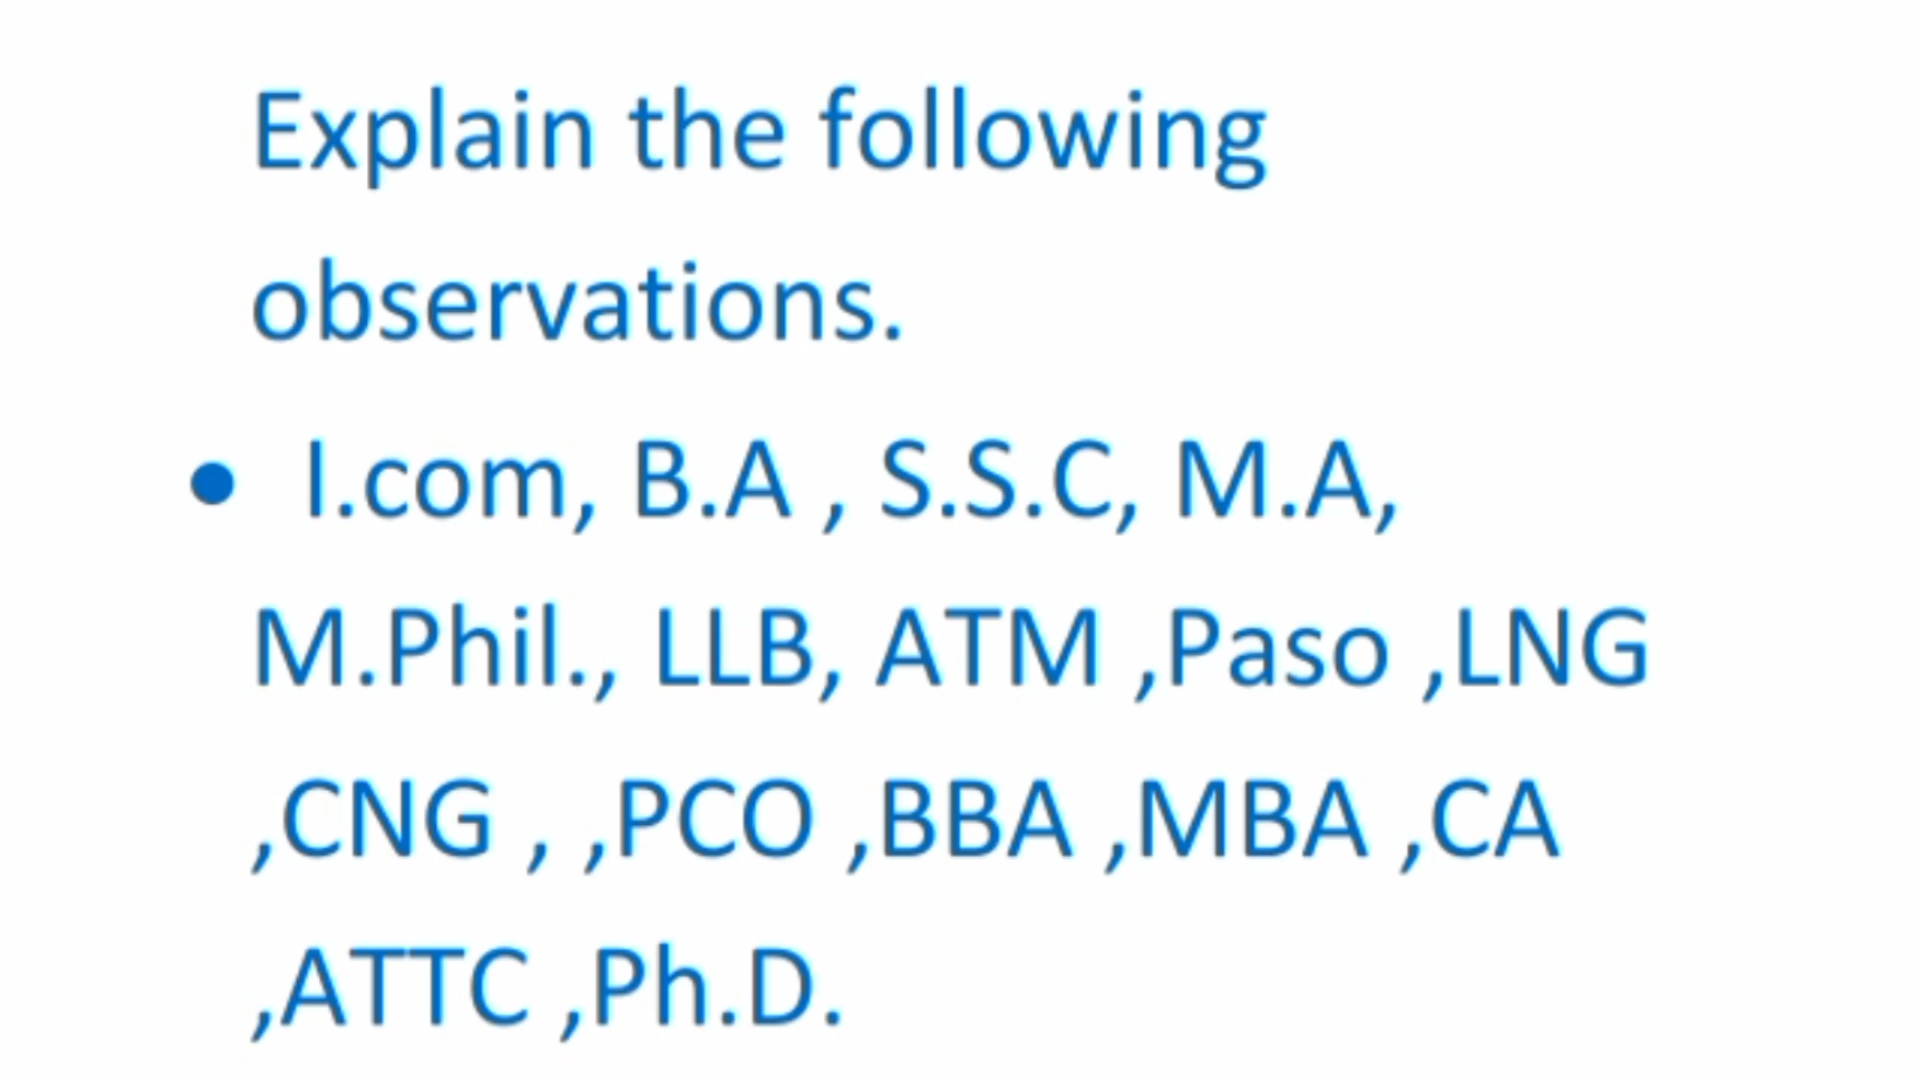 Explain the following
observations.
• I.com, B.A , S.S.C, M.A,
M.Phil., LLB, ATM ,Paso ,LNG
,CNG , ,PCO ,BBA ,MBA ,CA
,ATTC ,Ph.D.